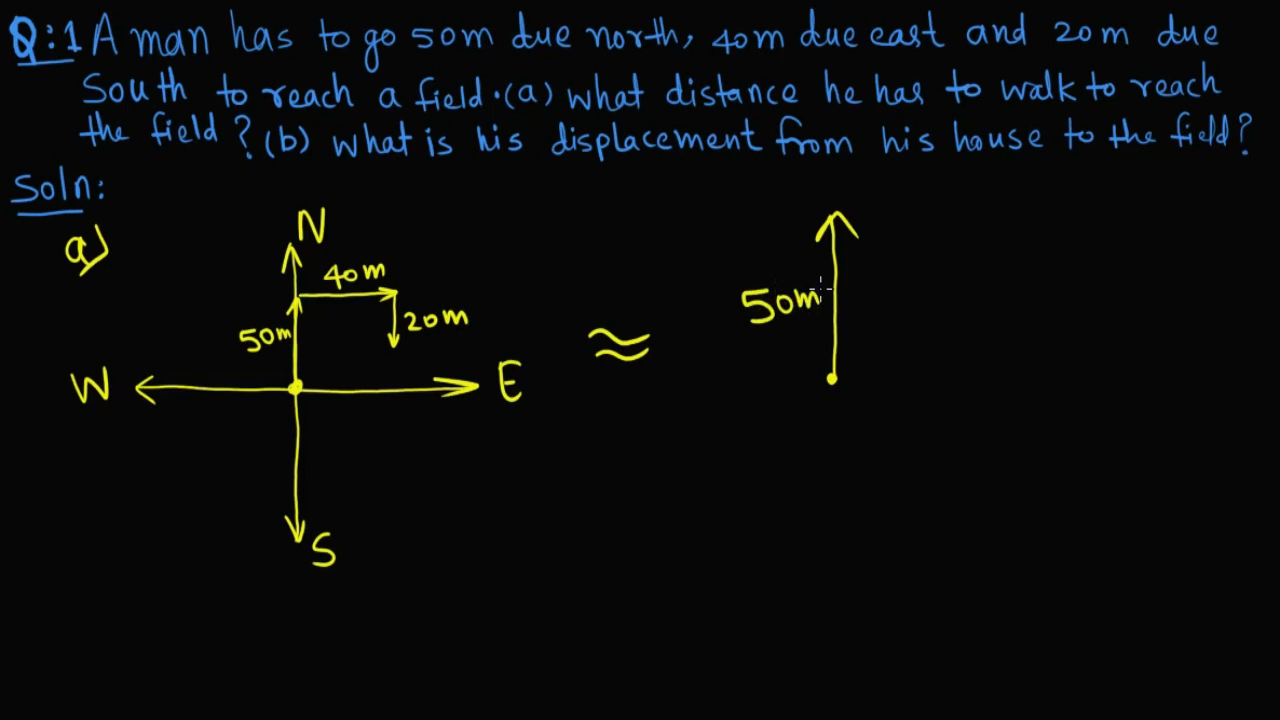 Q:1 A man has to go 50m due north, 40m due east and 20m due
South to reach a field. (a) what distance he has to walk to reach
the field? (b) What is his displacement from his house to the field?
Soln:
a)
N
40m
20m
50m
W
E
S
≈
50m